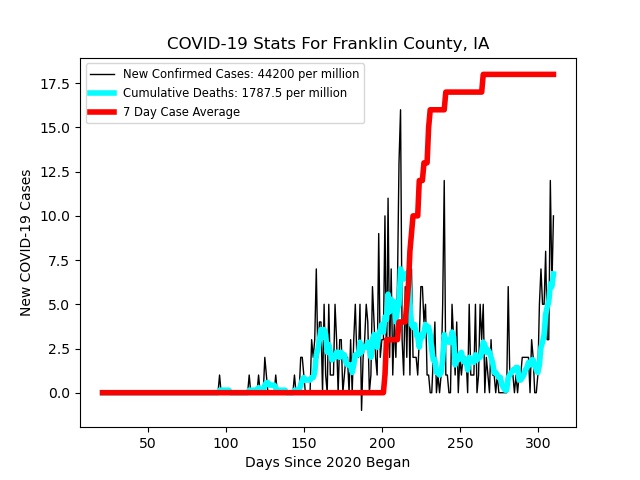 COVID-19 Stats For Franklin County, IA
New Confirmed Cases: 44200 per million
Cumulative Deaths: 1787.5 per million
7 Day Case Average
New COVID-19 Cases
17.5
15.0
12.5
10.0
7.5
5.0
2.5
0.0
50 100 150 200 250 300
Days Since 2020 Began